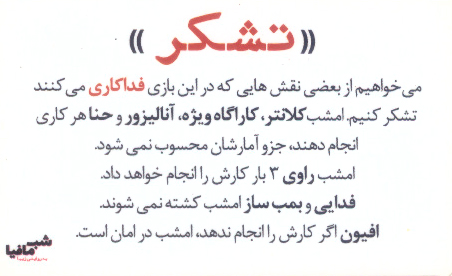 (( تشکر ))
می‌خواهیم از بعضی نقش هایی که در این بازی فداکاری می‌کنند
تشکر کنیم. امشب کلانتر، کاراگاه ویژه، آنالیزور و حنا هر کاری
انجام دهند، جزو آمارشان محسوب نمی شود.
امشب راوی ۳ بار کارش را انجام خواهد داد.
فدایی و بمب ساز امشب کشته نمی شوند.
افیون اگر کارش را انجام ندهد، امشب در امان است.
شب
مافیا